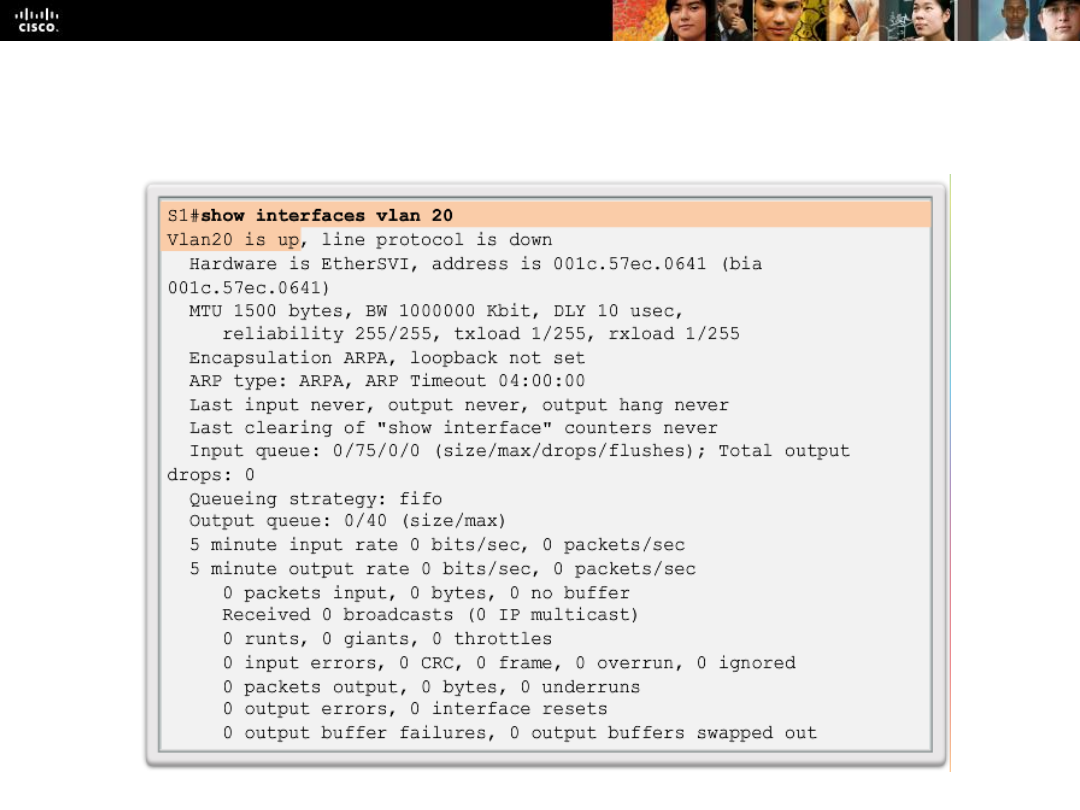 CISCO.
S1#show interfaces vlan 20
Vlan20 is up, line protocol is down
Hardware is EtherSVI, address is 001c.57ec.0641 (bia
001c.57ec.0641)
MTU 1500 bytes, BW 1000000 Kbit, DLY 10 usec,
reliability 255/255, txload 1/255, rxload 1/255
Encapsulation ARPA, loopback not set
ARP type: ARPA, ARP Timeout 04:00:00
Last input never, output never, output hang never
Last clearing of "show interface" counters never
Input queue: 0/75/0/0 (size/max/drops/flushes); Total output
drops: 0
Queueing strategy: fifo
Output queue: 0/40 (size/max)
5 minute input rate 0 bits/sec, 0 packets/sec
5 minute output rate 0 bits/sec, 0 packets/sec
0 packets input, 0 bytes, 0 no buffer
Received 0 broadcasts (0 IP multicast)
0 runts, 0 giants, 0 throttles
0 input errors, 0 CRC, 0 frame, 0 overrun, 0 ignored
0 packets output, 0 bytes, 0 underruns
0 output errors, 0 interface resets
0 output buffer failures, 0 output buffers swapped out